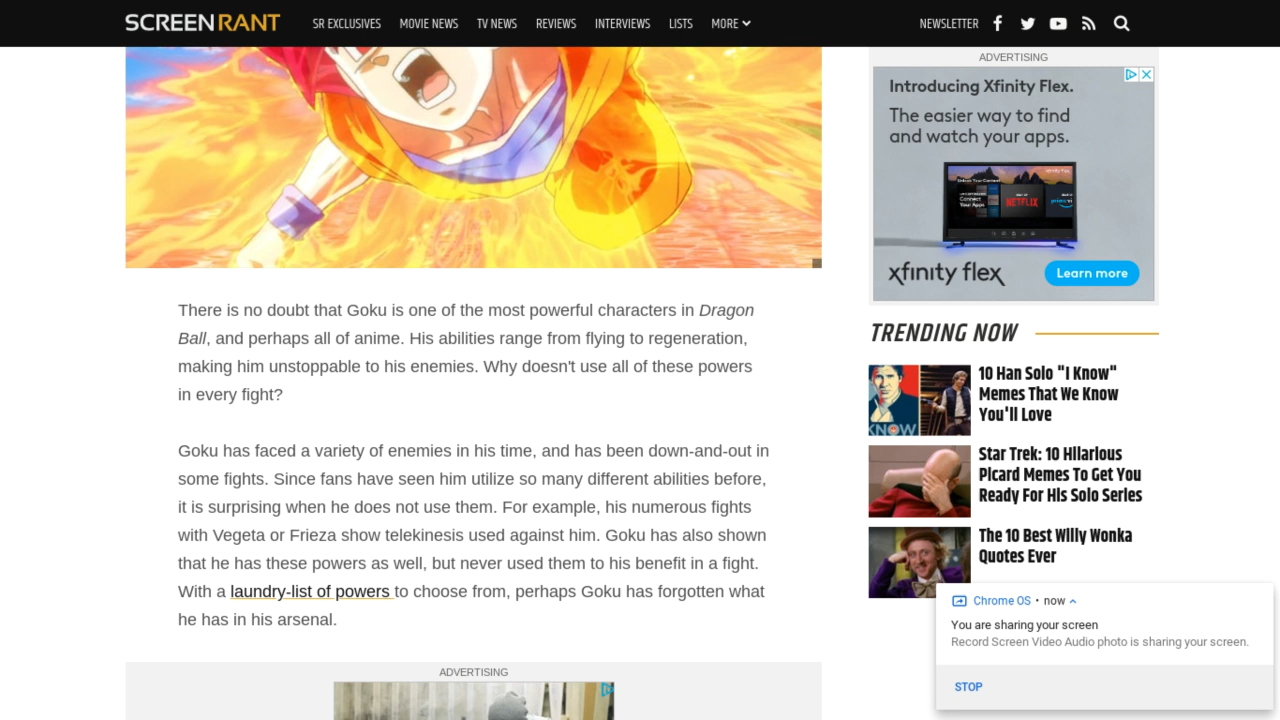 SCREENRANT SR EXCLUSIVES MOVIE NEWS TV NEWS REVIEWS INTERVIEWS LISTS MORE NEWSLETTER
There is no doubt that Goku is one of the most powerful characters in Dragon
Ball, and perhaps all of anime. His abilities range from flying to regeneration,
making him unstoppable to his enemies. Why doesn't use all of these powers
in every fight?
Goku has faced a variety of enemies in his time, and has been down-and-out in
some fights. Since fans have seen him utilize so many different abilities before,
it is surprising when he does not use them. For example, his numerous fights
with Vegeta or Frieza show telekinesis used against him. Goku has also shown
that he has these powers as well, but never used them to his benefit in a fight.
With a laundry-list of powers to choose from, perhaps Goku has forgotten what
he has in his arsenal.
ADVERTISING
ADVERTISING
Introducing Xfinity Flex.
The easier way to find
and watch your apps.
NETFLIX
xfinity flex
Learn more
TRENDING NOW
KNOW
10 Han Solo "I Know"
Memes That We Know
You'll Love
Star Trek: 10 Hilarious
Picard Memes To Get You
Ready For His Solo Series
The 10 Best Willy Wonka
Quotes Ever
Chrome OS • now
You are sharing your screen
Record Screen Video Audio photo is sharing your screen.
STOP